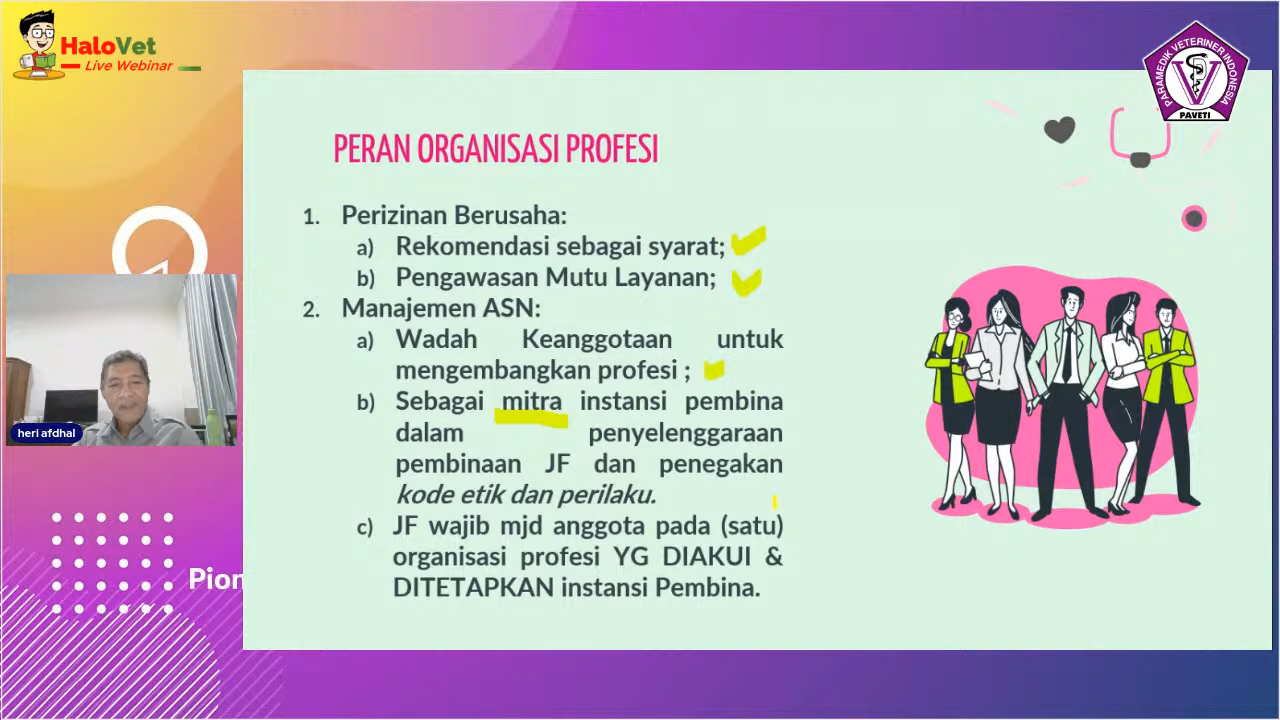 HaloVet
Live Webinar
PARAMEDIK VETERINER INDONESIA
PAVETI
PERAN ORGANISASI PROFESI
1. Perizinan Berusaha:
a) Rekomendasi sebagai syarat;
b) Pengawasan Mutu Layanan;
2. Manajemen ASN:
a) Wadah Keanggotaan untuk
mengembangkan profesi ;
b) Sebagai mitra instansi pembina
dalam penyelenggaraan
pembinaan JF dan penegakan
kode etik dan perilaku.
c) JF wajib mjd anggota pada (satu)
organisasi profesi YG DIAKUI &
DITETAPKAN instansi Pembina.
heri afdhal
Pion